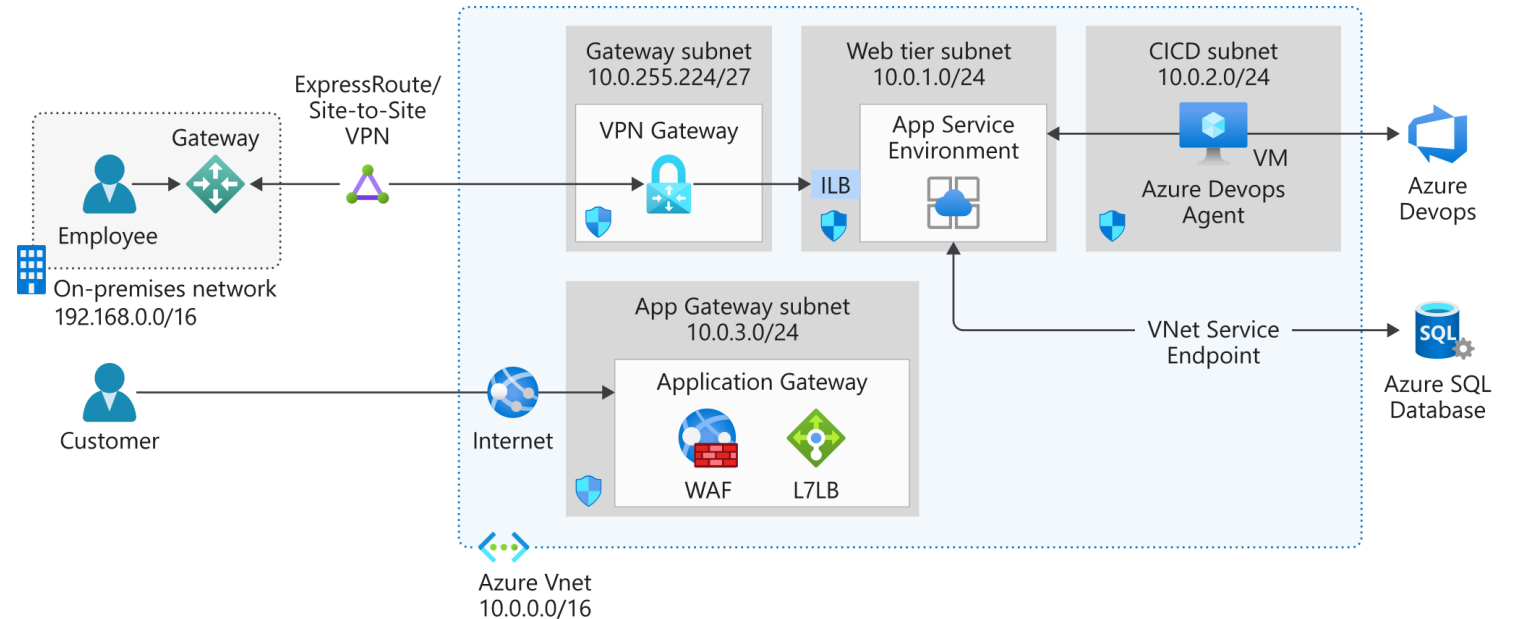 Gateway subnet
10.0.255.224/27
Web tier subnet
10.0.1.0/24
CICD subnet
10.0.2.0/24
ExpressRoute/
Site-to-Site
VPN
Gateway
VPN Gateway
App Service
Environment
ILB
VM
Azure Devops
Agent
Azure
Devops
Employee
On-premises network
192.168.0.0/16
App Gateway subnet
10.0.3.0/24
VNet Service
Endpoint
SQL
Azure SQL
Database
Application Gateway
Customer
Internet
WAF
L7LB
Azure Vnet
10.0.0.0/16